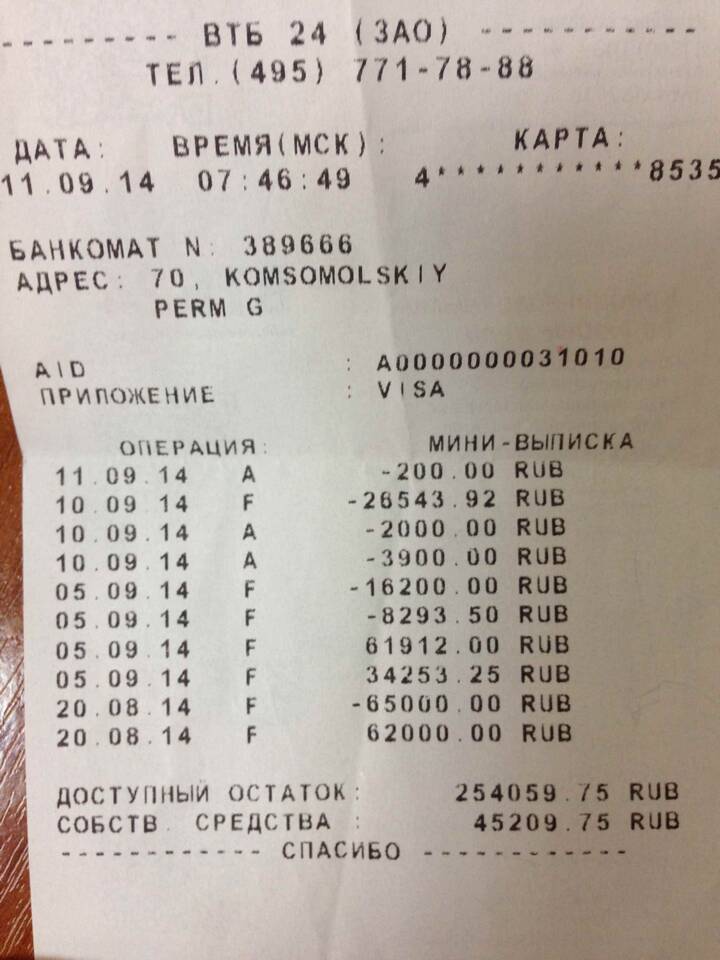 --------- ВТБ 24 (ЗАО) ---------
ТЕЛ.(495) 771-78-88
ДАТА: ВРЕМЯ(МСК): КАРТА:
11.09.14 07:46:49 4***********8535
БАНКОМАТ N: 389666
АДРЕС: 70, KOMSOMOLSKIY
PERM G
AID : A0000000031010
ПРИЛОЖЕНИЕ : VISA
ОПЕРАЦИЯ: МИНИ-ВЫПИСКА
11.09.14 A -200.00 RUB
10.09.14 F -26543.92 RUB
10.09.14 A -2000.00 RUB
10.09.14 A -3900.00 RUB
05.09.14 F -16200.00 RUB
05.09.14 F -8293.50 RUB
05.09.14 F 61912.00 RUB
05.09.14 F 34253.25 RUB
20.08.14 F -65000.00 RUB
20.08.14 F 62000.00 RUB
ДОСТУПНЫЙ ОСТАТОК: 254059.75 RUB
СОБСТВ. СРЕДСТВА : 45209.75 RUB
------------ СПАСИБО ------------